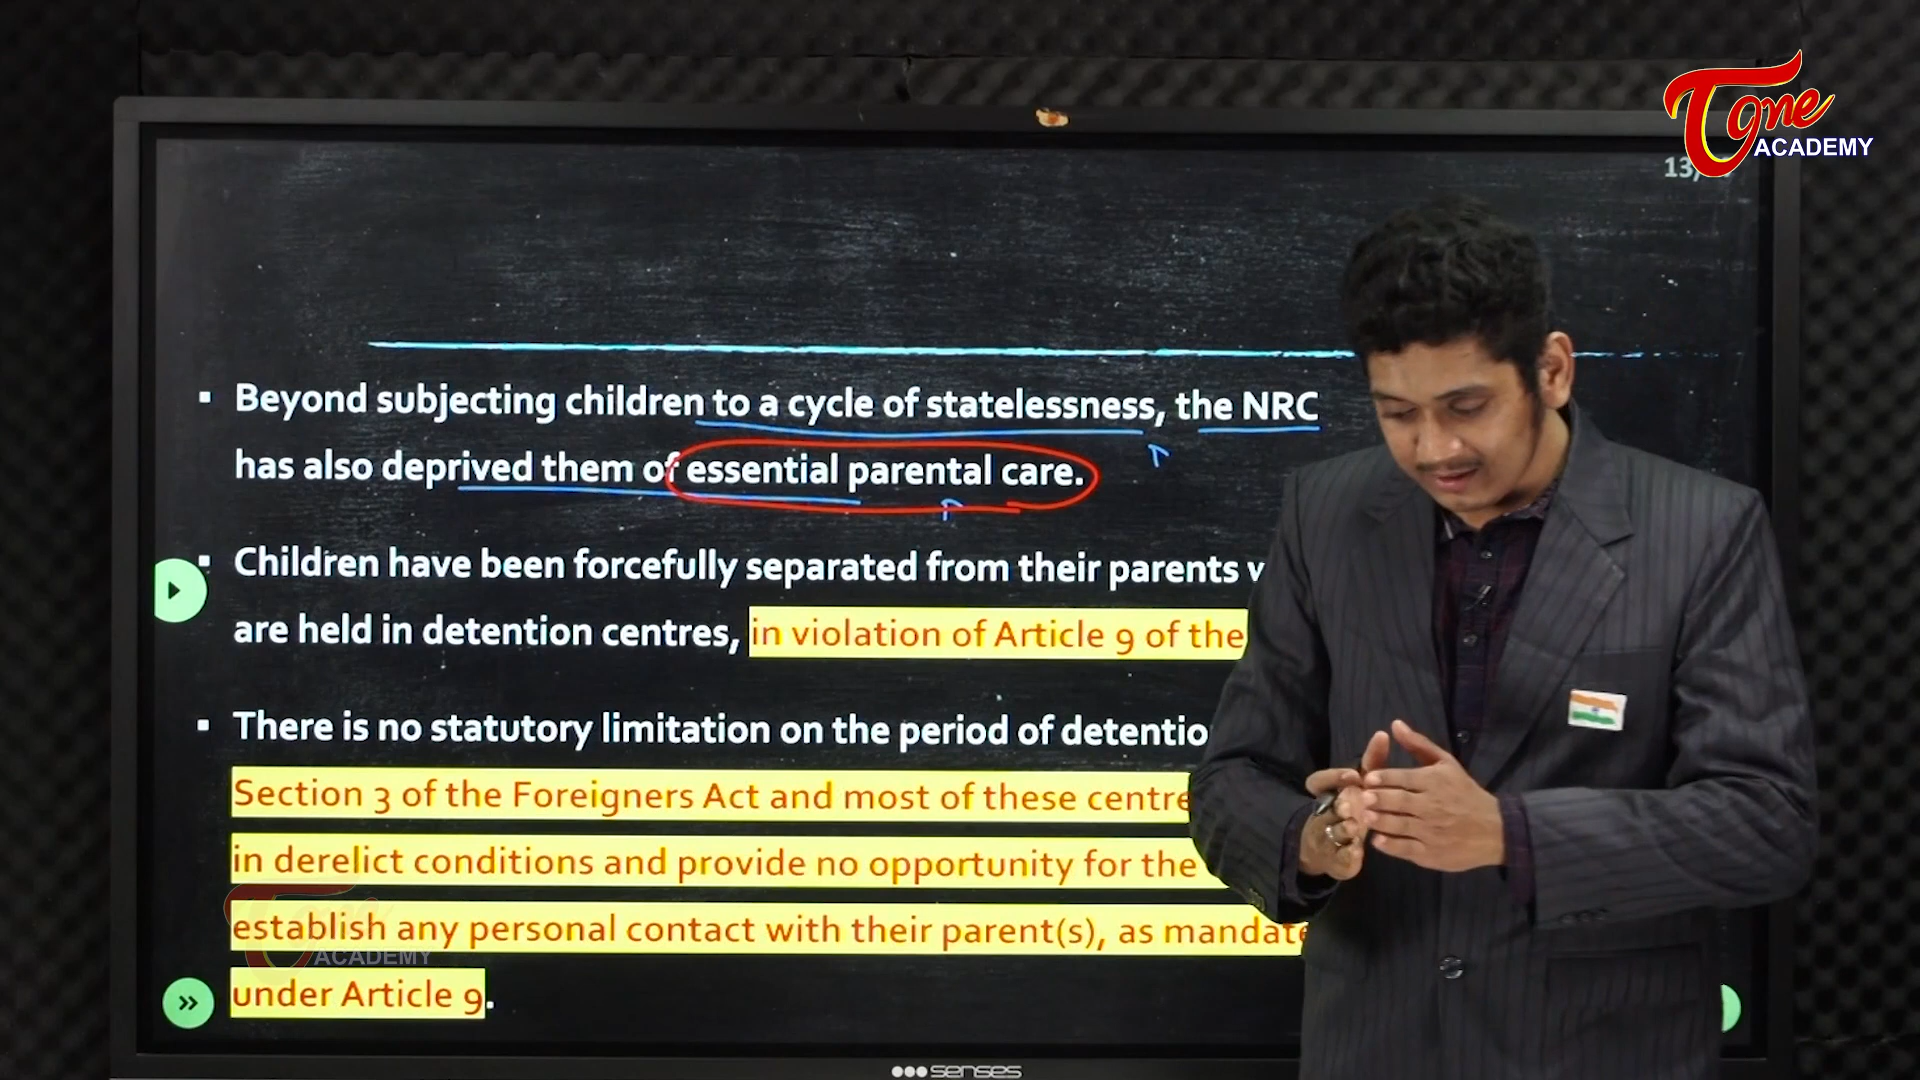 Tone
ACADEMY
13/
Beyond subjecting children to a cycle of statelessness, the NRC
has also deprived them of essential parental care.
Children have been forcefully separated from their parents
are held in detention centres, in violation of Article 9 of the
There is no statutory limitation on the period of
Section 3 of the Foreigners Act and most of these
in derelict conditions and provide no opportunity for the
establish any personal contact with their parent(s), as
under Article 9.
Tone
ACADEMY
senses